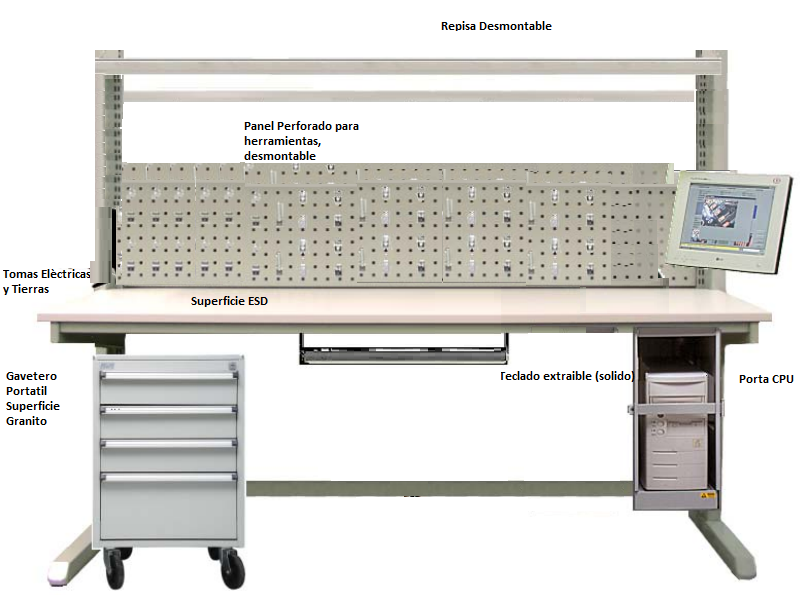 Repisa Desmontable
Panel Perforado para
herramientas,
desmontable
Tomas Elèctricas
y Tierras
Superficie ESD
Gavetero
Portatil
Superficie
Granito
Teclado extraible (solido)
Porta CPU